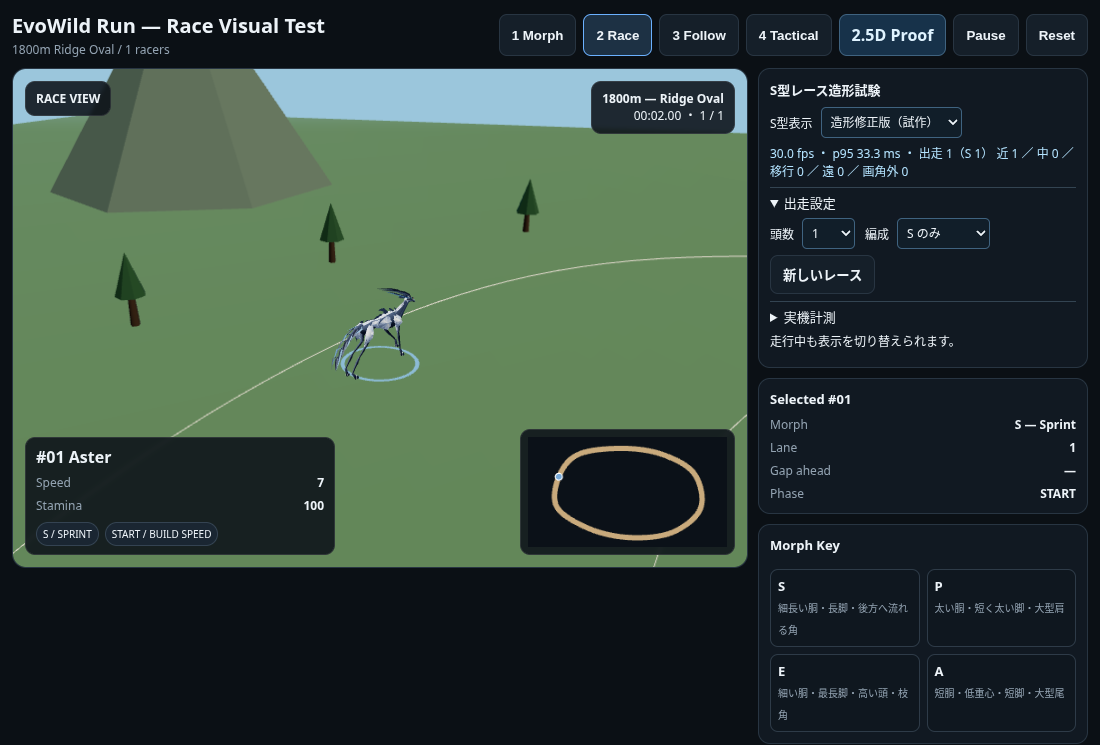 EvoWild Run — Race Visual Test
1800m Ridge Oval / 1 racers
1 Morph
2 Race
3 Follow
4 Tactical
2.5D Proof
Pause
Reset
RACE VIEW
1800m — Ridge Oval
00:02.00 ・ 1 / 1
#01 Aster
Speed 7
Stamina 100
S / SPRINT
START / BUILD SPEED
S型レース造形試験
S型表示 造形修正版（試作）
30.0 fps ・ p95 33.3 ms ・ 出走 1（S 1） 近 1 ／ 中 0 ／
移行 0 ／ 遠 0 ／ 画角外 0
▼ 出走設定
頭数 1 編成 S のみ
新しいレース
▶ 実機計測
走行中も表示を切り替えられます。
Selected #01
Morph S — Sprint
Lane 1
Gap ahead —
Phase START
Morph Key
S
細長い胴・長脚・後方へ流れ
る角
P
太い胴・短く太い脚・大型肩
E
細い胴・最長脚・高い頭・枝
角
A
短胴・低重心・短脚・大型尾